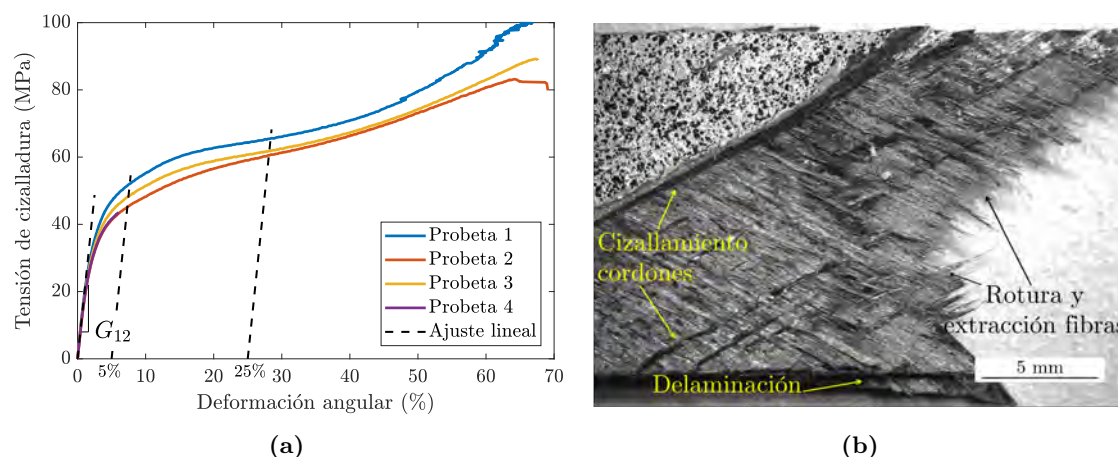 100
80
60
40
20
0
Tensión de cizalladura (MPa)
G12
Probeta 1
Probeta 2
Probeta 3
Probeta 4
Ajuste lineal
0 5% 10 20 25% 30 40 50 60 70
Deformación angular (%)
(a)
Cizallamiento
cordones
Rotura y
extracción fibras
5 mm
Delaminación
(b)